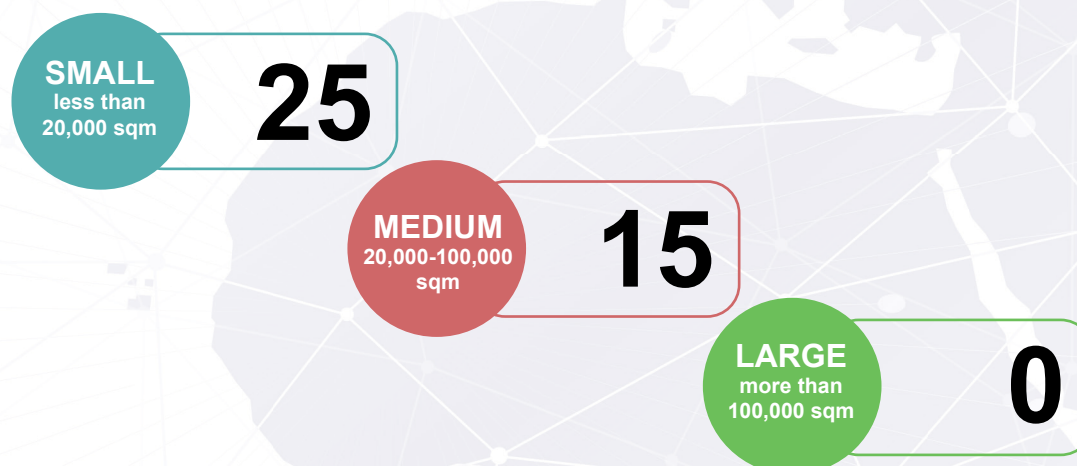 SMALL
less than
20,000 sqm
25
MEDIUM
20,000-100,000
sqm
15
LARGE
more than
100,000 sqm
0